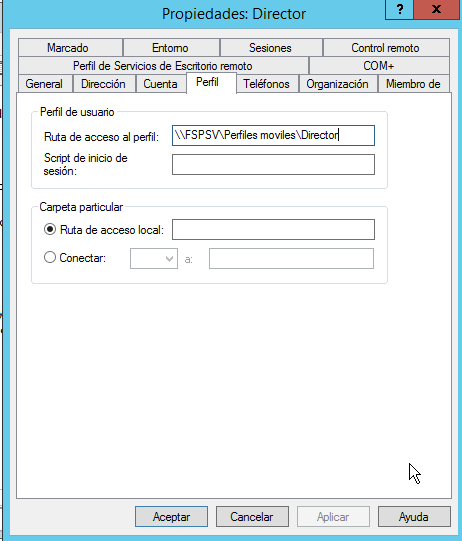 Propiedades: Director
?
x
Marcado Entorno Sesiones Control remoto
Perfil de Servicios de Escritorio remoto COM+
General Dirección Cuenta Perfil Teléfonos Organización Miembro de
Perfil de usuario
Ruta de acceso al perfil: \\FSPSV\Perfiles moviles\Director
Script de inicio de
sesión:
Carpeta particular
Ruta de acceso local:
Conectar: a:
Aceptar Cancelar Aplicar Ayuda